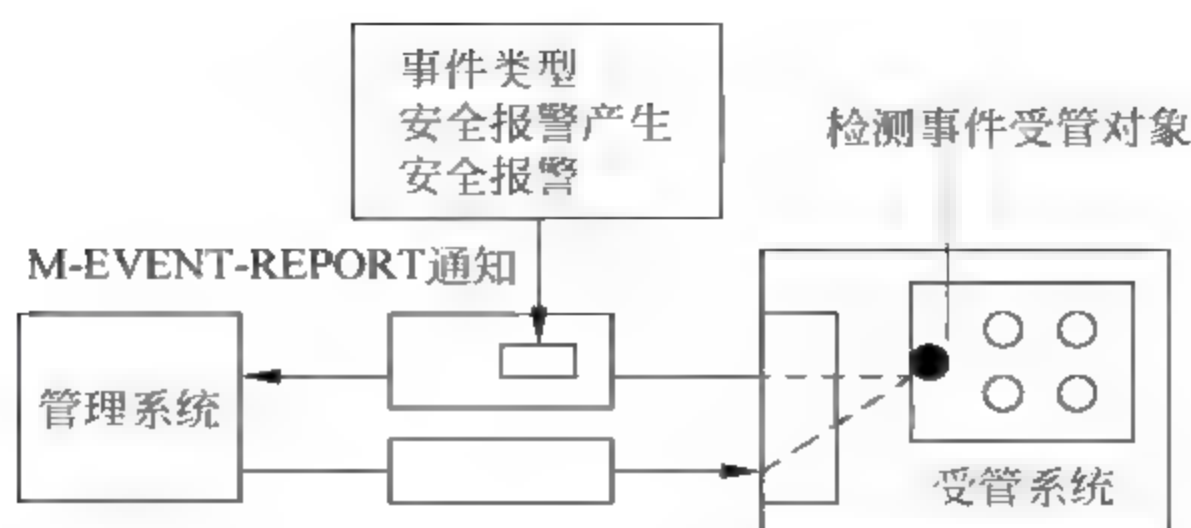 事件类型
安全报警产生
安全报警
检测事件受管对象
M-EVENT-REPORT通知
管理系统
受管系统